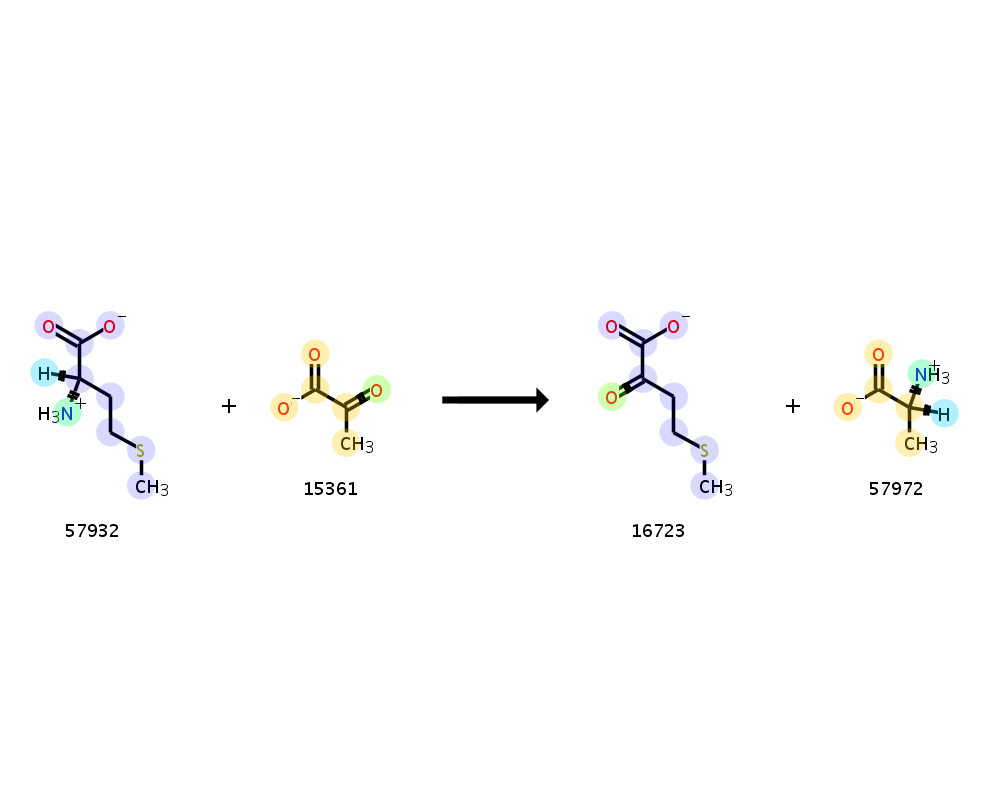 O O⁻ O O O⁻ O
H O O NH₃⁺
H₃N⁺ + O⁻ → O + O⁻ H
S CH₃ S CH₃
CH₃ 15361 CH₃ 57972
57932 16723